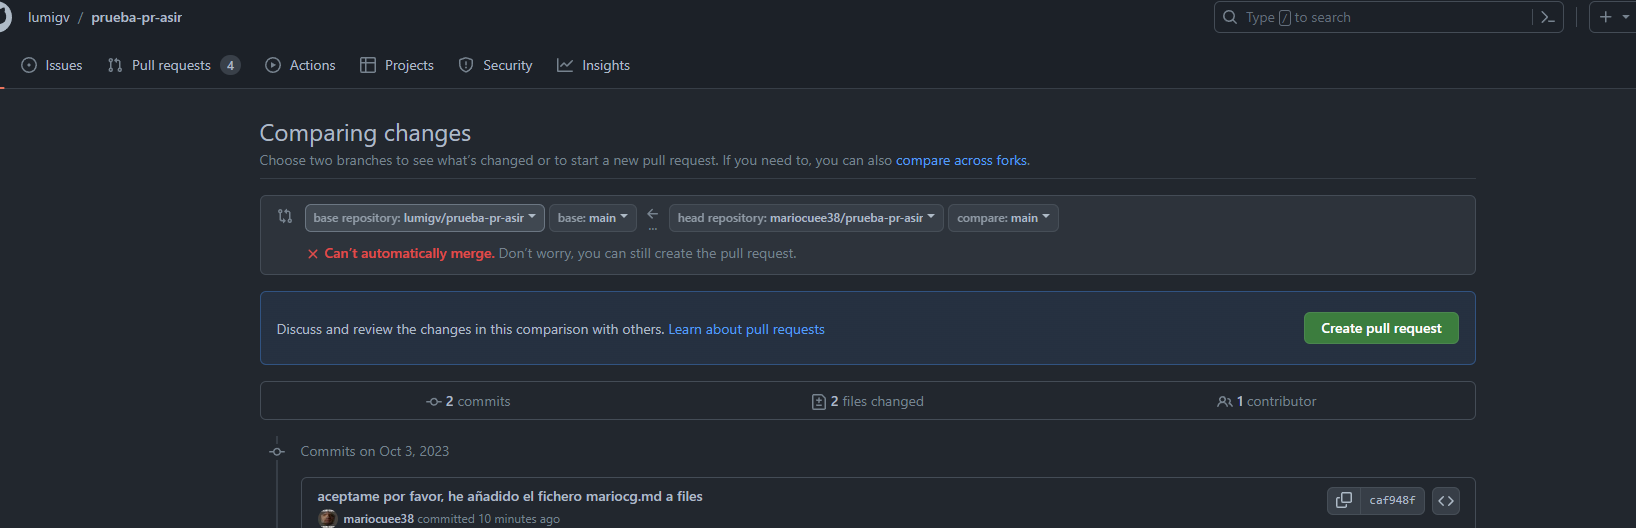 lumigv / prueba-pr-asir
Type / to search
Issues Pull requests 4 Actions Projects Security Insights
Comparing changes
Choose two branches to see what's changed or to start a new pull request. If you need to, you can also compare across forks.
base repository: lumigv/prueba-pr-asir base: main ← head repository: mariocuee38/prueba-pr-asir compare: main
...
Can't automatically merge. Don't worry, you can still create the pull request.
Discuss and review the changes in this comparison with others. Learn about pull requests
Create pull request
2 commits 2 files changed 1 contributor
Commits on Oct 3, 2023
aceptame por favor, he añadido el fichero mariocg.md a files
caf948f
mariocuee38 committed 10 minutes ago